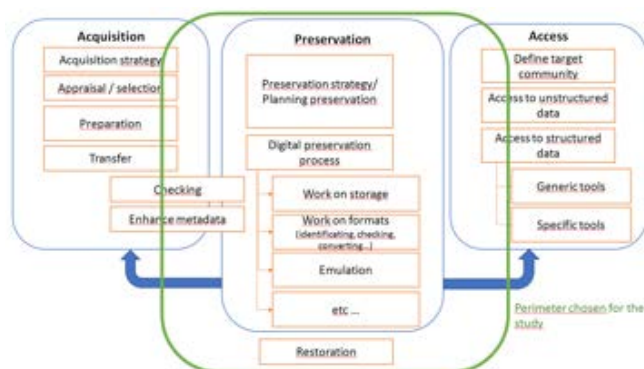 Acquisition
Acquisition strategy
Appraisal / selection
Preparation
Transfer
Checking
Enhance metadata
Preservation
Preservation strategy/
Planning preservation
Digital preservation
process
Work on storage
Work on formats
(identificating, checking,
converting...)
Emulation
etc ...
Restoration
Access
Define target
community
Access to unstructured
data
Access to structured
data
Generic tools
Specific tools
Perimeter chosen for the
study